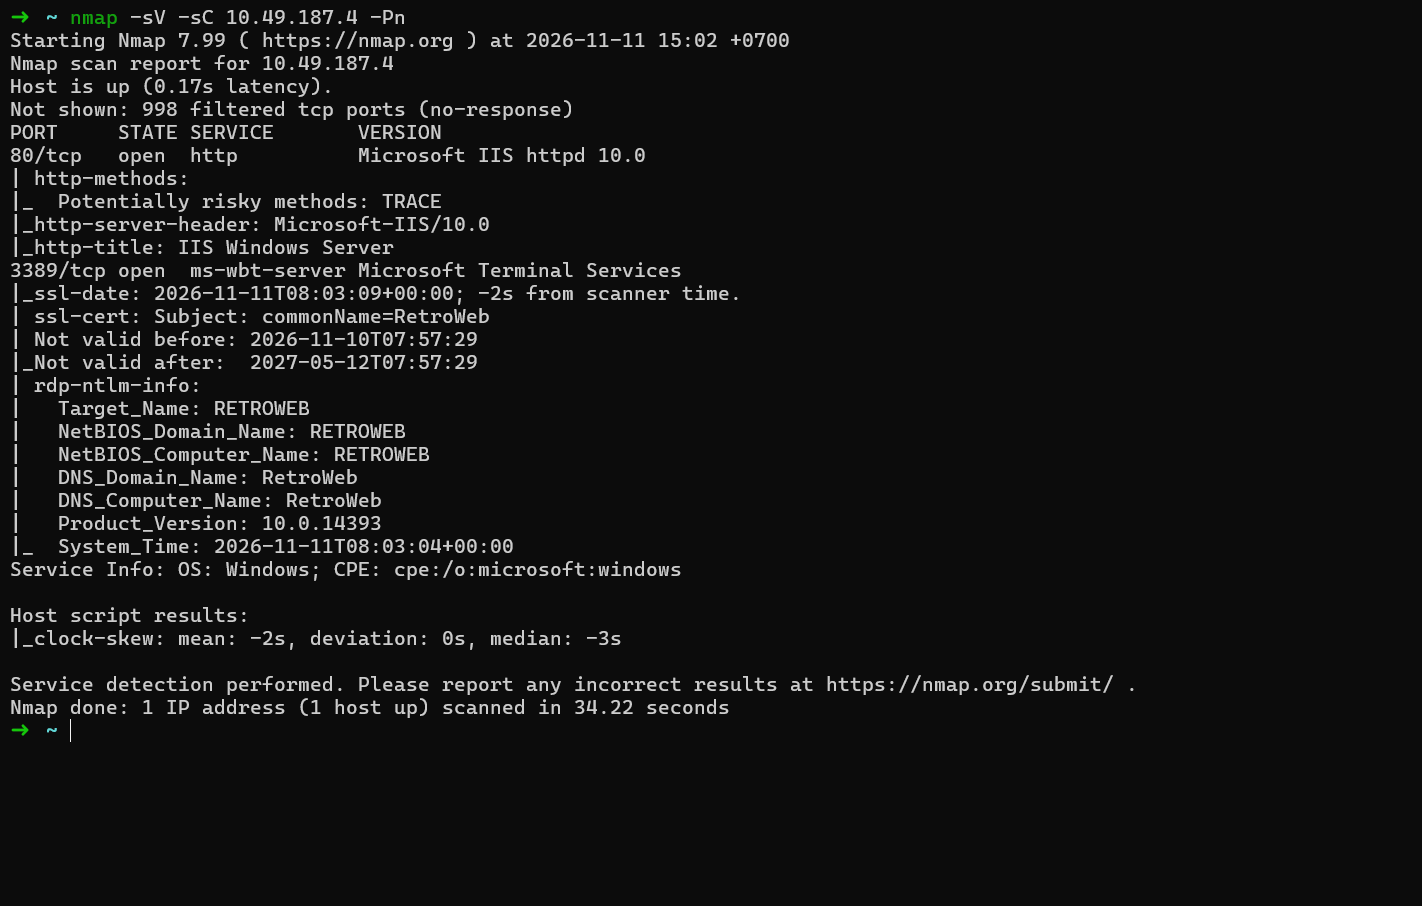 ➜  ~ nmap -sV -sC 10.49.187.4 -Pn
Starting Nmap 7.99 ( https://nmap.org ) at 2026-11-11 15:02 +0700
Nmap scan report for 10.49.187.4
Host is up (0.17s latency).
Not shown: 998 filtered tcp ports (no-response)
PORT     STATE SERVICE       VERSION
80/tcp   open  http          Microsoft IIS httpd 10.0
| http-methods:
|_  Potentially risky methods: TRACE
|_http-server-header: Microsoft-IIS/10.0
|_http-title: IIS Windows Server
3389/tcp open  ms-wbt-server Microsoft Terminal Services
|_ssl-date: 2026-11-11T08:03:09+00:00; -2s from scanner time.
| ssl-cert: Subject: commonName=RetroWeb
| Not valid before: 2026-11-10T07:57:29
|_Not valid after:  2027-05-12T07:57:29
| rdp-ntlm-info:
|   Target_Name: RETROWEB
|   NetBIOS_Domain_Name: RETROWEB
|   NetBIOS_Computer_Name: RETROWEB
|   DNS_Domain_Name: RetroWeb
|   DNS_Computer_Name: RetroWeb
|   Product_Version: 10.0.14393
|_  System_Time: 2026-11-11T08:03:04+00:00
Service Info: OS: Windows; CPE: cpe:/o:microsoft:windows

Host script results:
|_clock-skew: mean: -2s, deviation: 0s, median: -3s

Service detection performed. Please report any incorrect results at https://nmap.org/submit/ .
Nmap done: 1 IP address (1 host up) scanned in 34.22 seconds
➜  ~